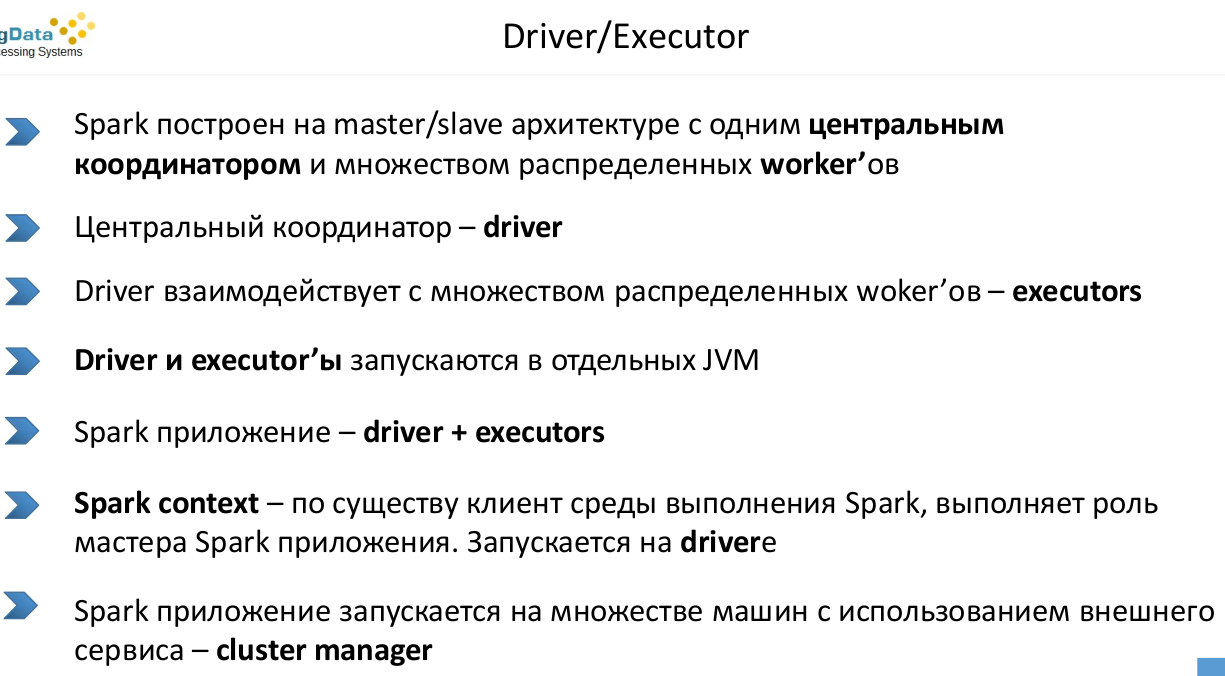 gData
essing Systems
Driver/Executor
Spark построен на master/slave архитектуре с одним центральным
координатором и множеством распределенных worker’ов
Центральный координатор – driver
Driver взаимодействует с множеством распределенных woker’ов – executors
Driver и executor’ы запускаются в отдельных JVM
Spark приложение – driver + executors
Spark context – по существу клиент среды выполнения Spark, выполняет роль
мастера Spark приложения. Запускается на driverе
Spark приложение запускается на множестве машин с использованием внешнего
сервиса – cluster manager